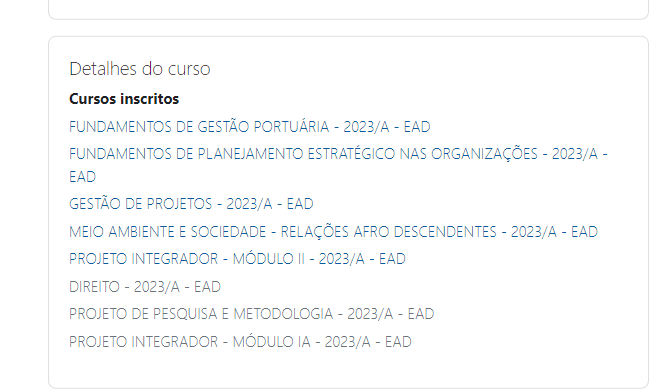 Detalhes do curso
Cursos inscritos
FUNDAMENTOS DE GESTÃO PORTUÁRIA - 2023/A - EAD
FUNDAMENTOS DE PLANEJAMENTO ESTRATÉGICO NAS ORGANIZAÇÕES - 2023/A -
EAD
GESTÃO DE PROJETOS - 2023/A - EAD
MEIO AMBIENTE E SOCIEDADE - RELAÇÕES AFRO DESCENDENTES - 2023/A - EAD
PROJETO INTEGRADOR - MÓDULO II - 2023/A - EAD
DIREITO - 2023/A - EAD
PROJETO DE PESQUISA E METODOLOGIA - 2023/A - EAD
PROJETO INTEGRADOR - MÓDULO IA - 2023/A - EAD